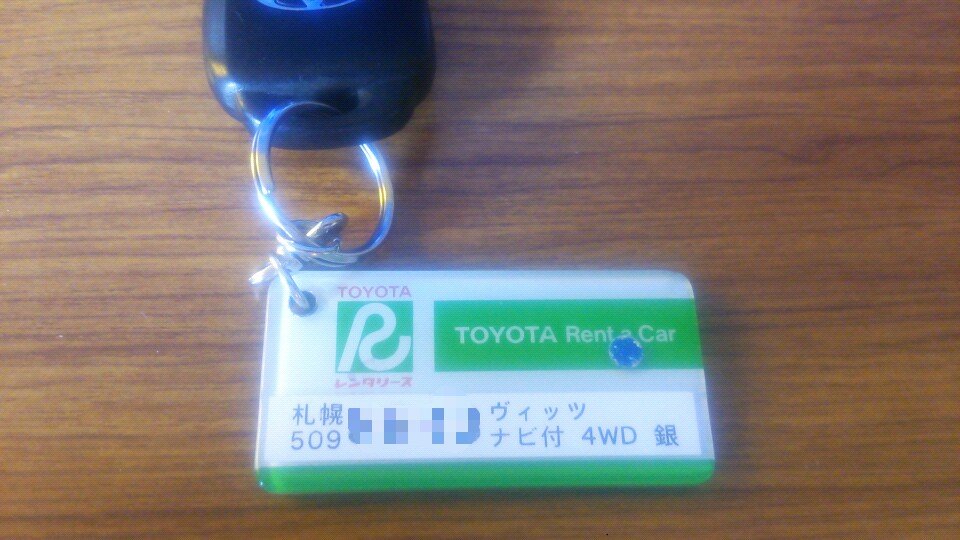 TOYOTA
レンタリース
TOYOTA Rent a Car
札幌 ヴィッツ
509 ナビ付 4WD 銀